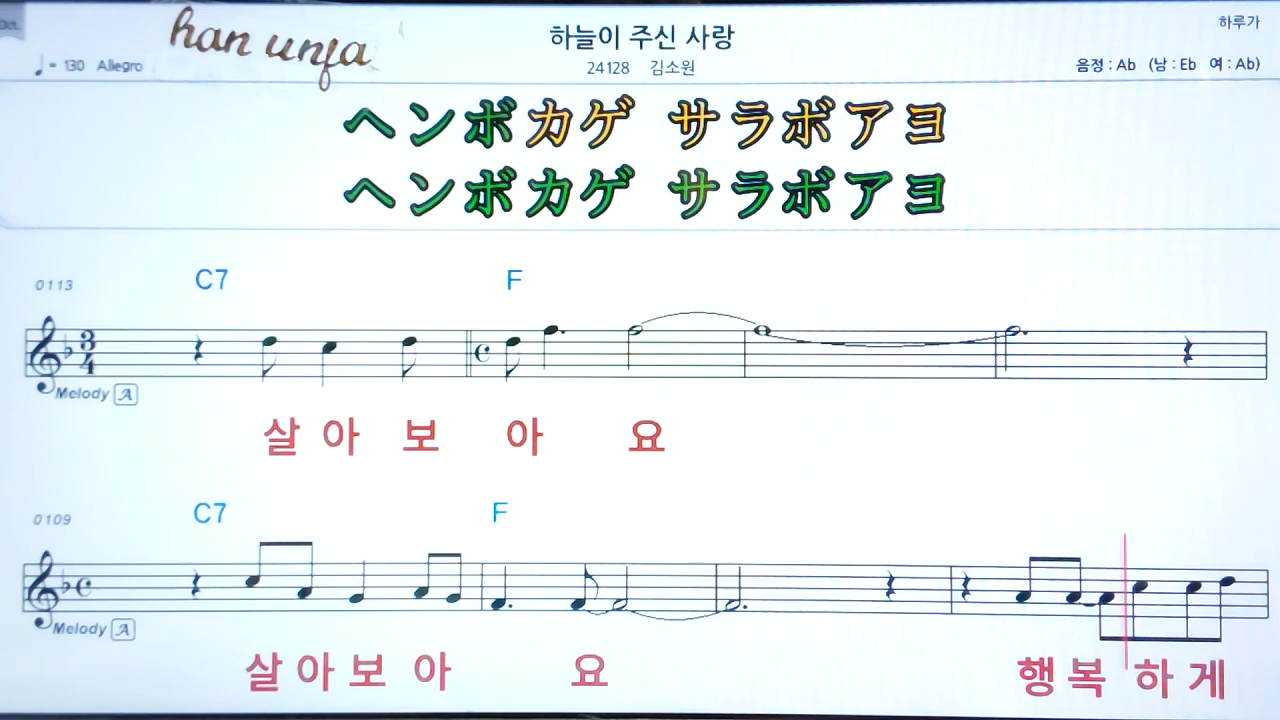 han unfa
하늘이 주신 사랑
하루가
♩= 130 Allegro
24128 김소원
음정 : Ab (남 : Eb 여 : Ab)
ヘンボカゲ サラボアヨ
ヘンボカゲ サラボアヨ
0113 C7 F
3 4
Melody A
살 아 보 아 요
0109 C7 F
Melody A
살 아 보 아 요 행 복 하 게